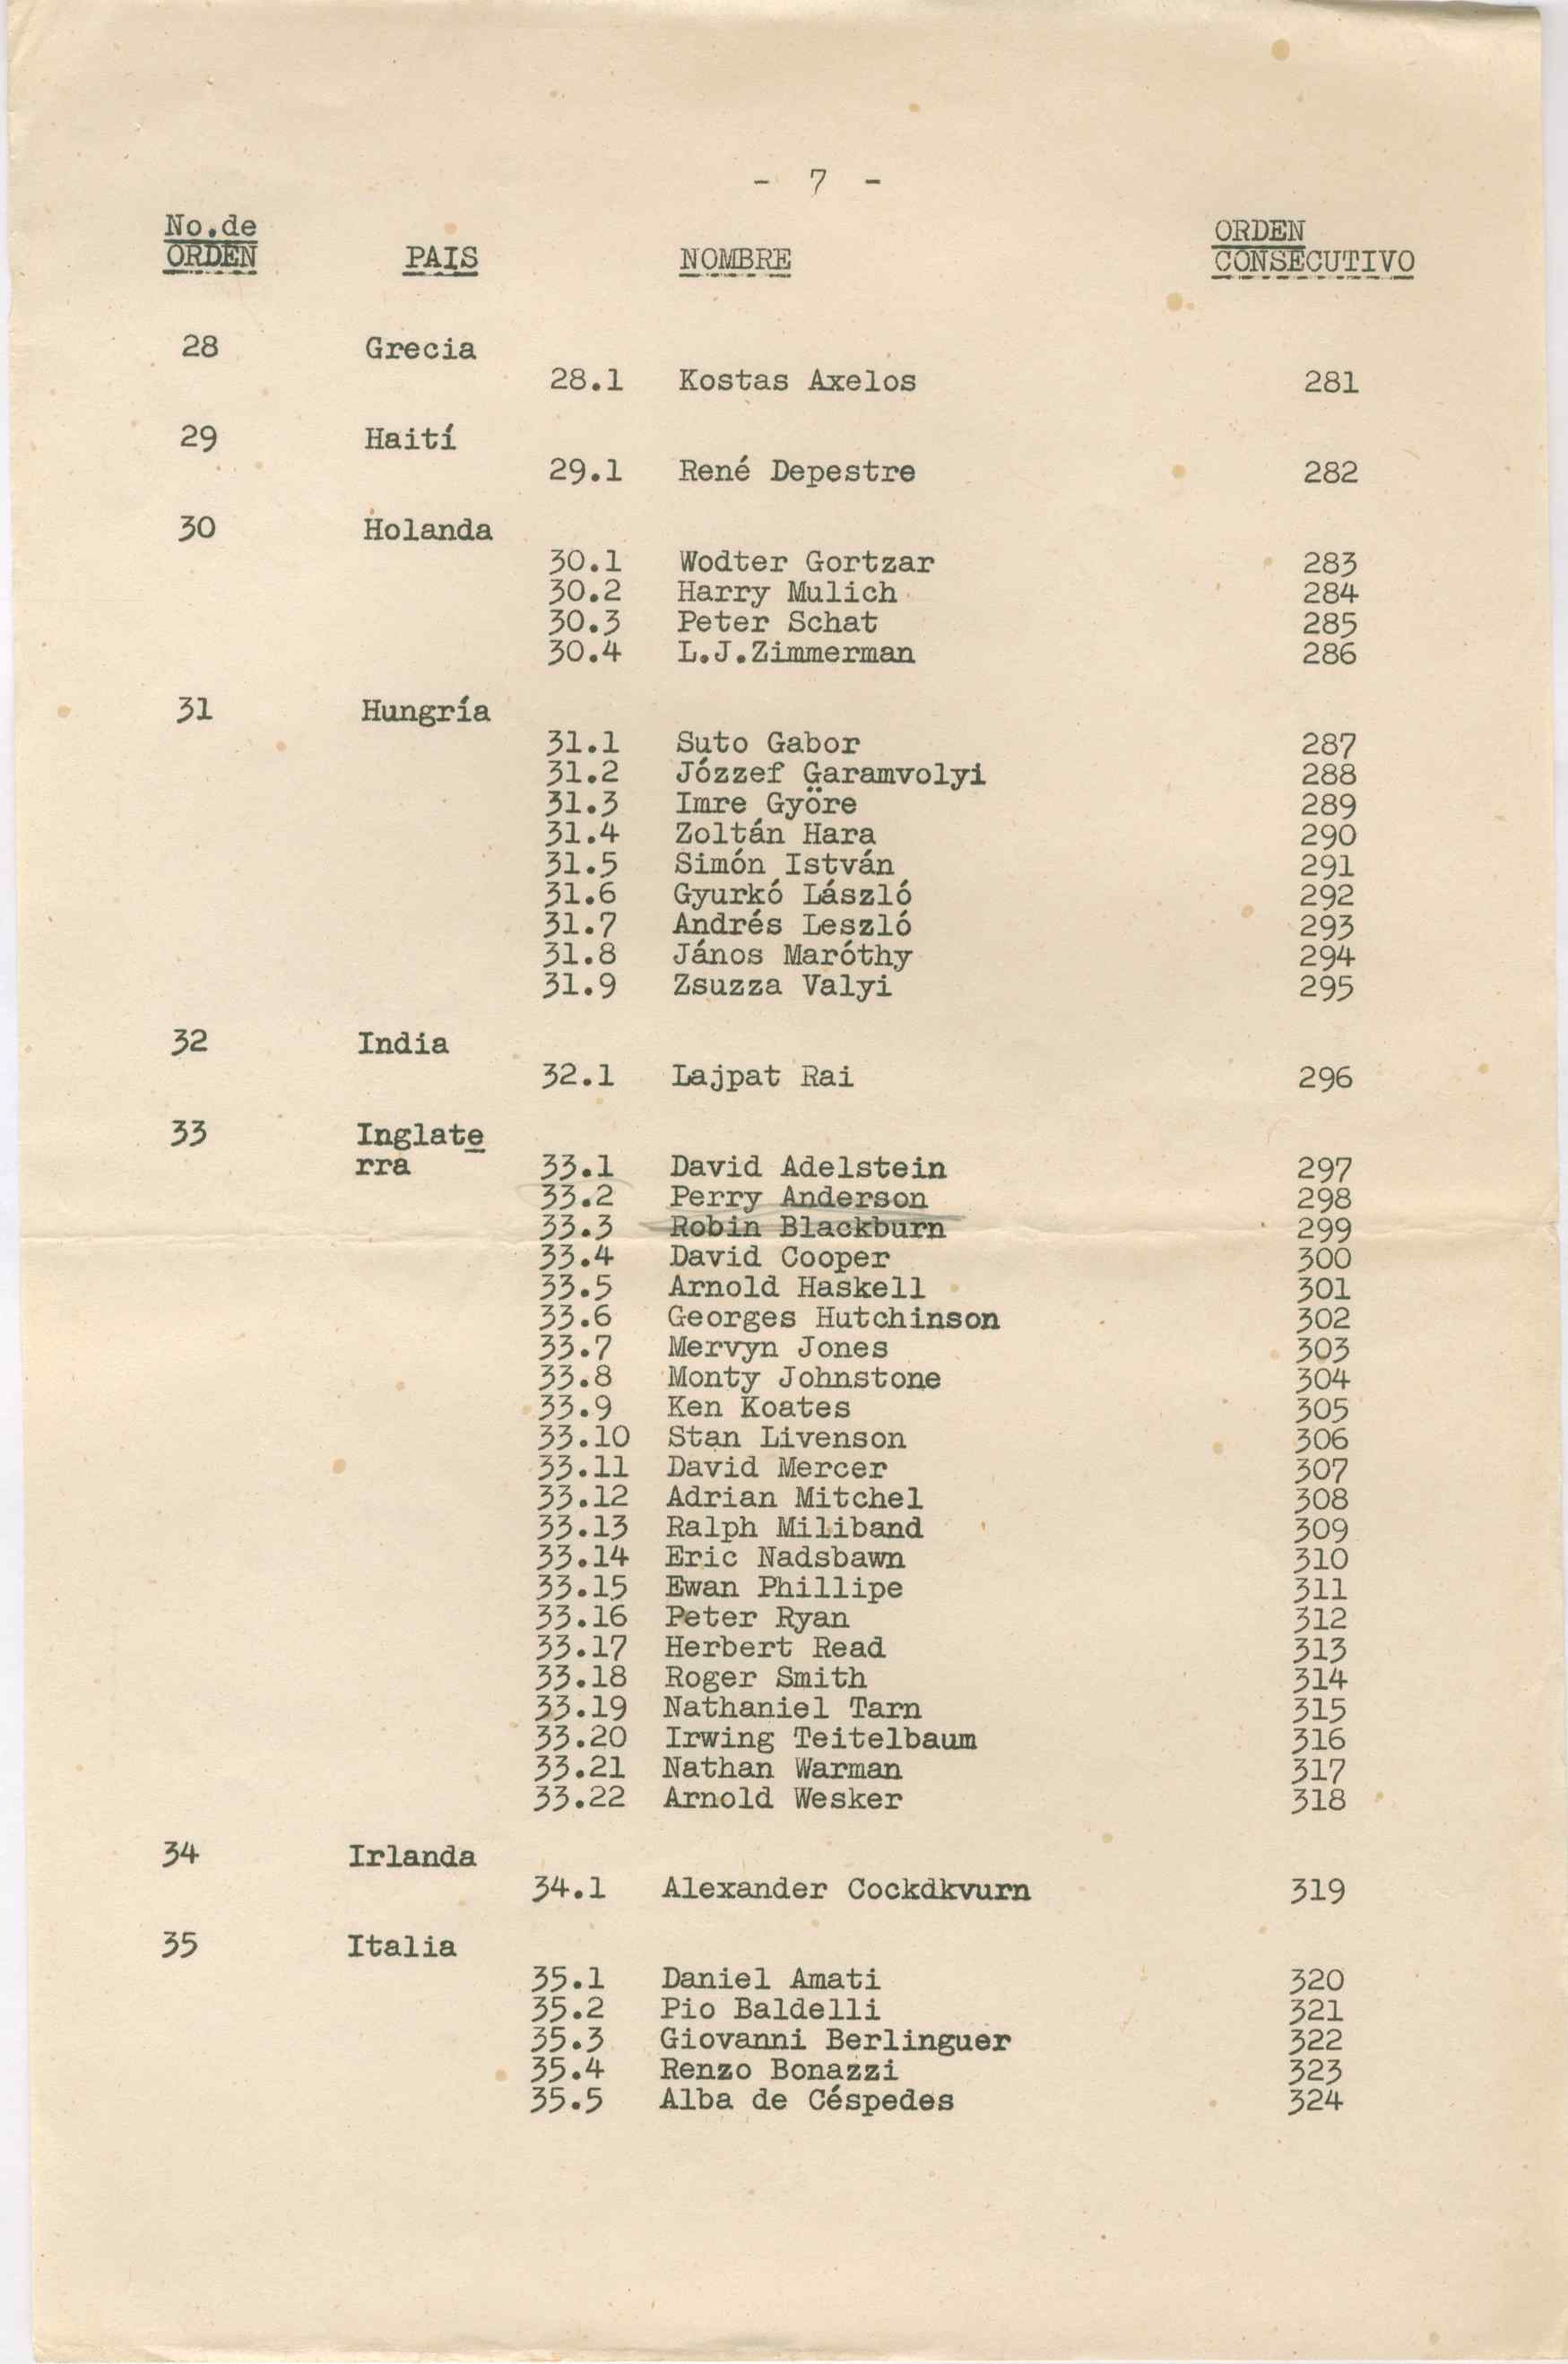 - 7 -
No.de ORDEN PAIS NOMBRE ORDEN CONSECUTIVO
28 Grecia
28.1 Kostas Axelos 281
29 Haití
29.1 René Depestre 282
30 Holanda
30.1 Wodter Gortzar 283
30.2 Harry Mulich 284
30.3 Peter Schat 285
30.4 L.J.Zimmerman 286
31 Hungría
31.1 Suto Gabor 287
31.2 Józzef Garamvolyi 288
31.3 Imre Györe 289
31.4 Zoltán Hara 290
31.5 Simón István 291
31.6 Gyurkó László 292
31.7 Andrés Leszló 293
31.8 János Maróthy 294
31.9 Zsuzza Valyi 295
32 India
32.1 Lajpat Rai 296
33 Inglate
rra 33.1 David Adelstein 297
33.2 Perry Anderson 298
33.3 Robin Blackburn 299
33.4 David Cooper 300
33.5 Arnold Haskell 301
33.6 Georges Hutchinson 302
33.7 Mervyn Jones 303
33.8 Monty Johnstone 304
33.9 Ken Koates 305
33.10 Stan Livenson 306
33.11 David Mercer 307
33.12 Adrian Mitchel 308
33.13 Ralph Miliband 309
33.14 Eric Nadsbawn 310
33.15 Ewan Phillipe 311
33.16 Peter Ryan 312
33.17 Herbert Read 313
33.18 Roger Smith 314
33.19 Nathaniel Tarn 315
33.20 Irwing Teitelbaum 316
33.21 Nathan Warman 317
33.22 Arnold Wesker 318
34 Irlanda
34.1 Alexander Cockdkvurn 319
35 Italia
35.1 Daniel Amati 320
35.2 Pio Baldelli 321
35.3 Giovanni Berlinguer 322
35.4 Renzo Bonazzi 323
35.5 Alba de Céspedes 324